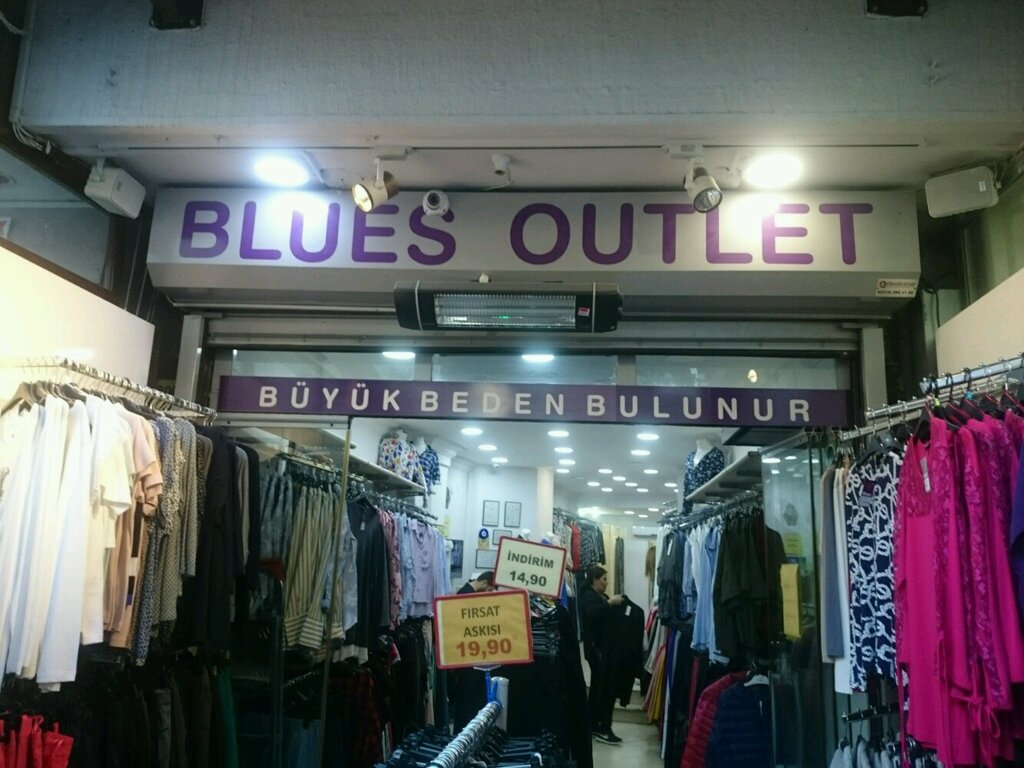 BLUES OUTLET
BÜYÜK BEDEN BULUNUR
İNDİRİM
14,90
FIRSAT
ASKISI
19,90